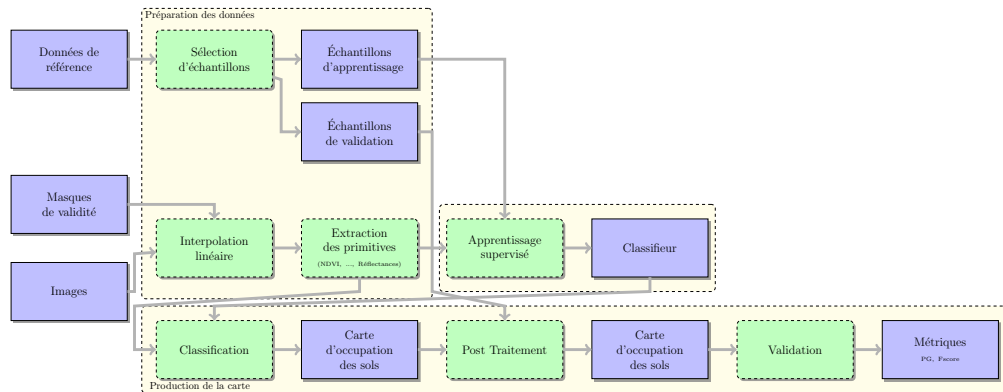 Préparation des données
Données de
référence
Sélection
d'échantillons
Échantillons
d'apprentissage
Échantillons
de validation
Masques
de validité
Interpolation
linéaire
Extraction
des primitives
(NDVI, ..., Réflectances)
Apprentissage
supervisé
Classifieur
Images
Classification
Carte
d'occupation
des sols
Post Traitement
Carte
d'occupation
des sols
Validation
Métriques
PG, Fscore
Production de la carte